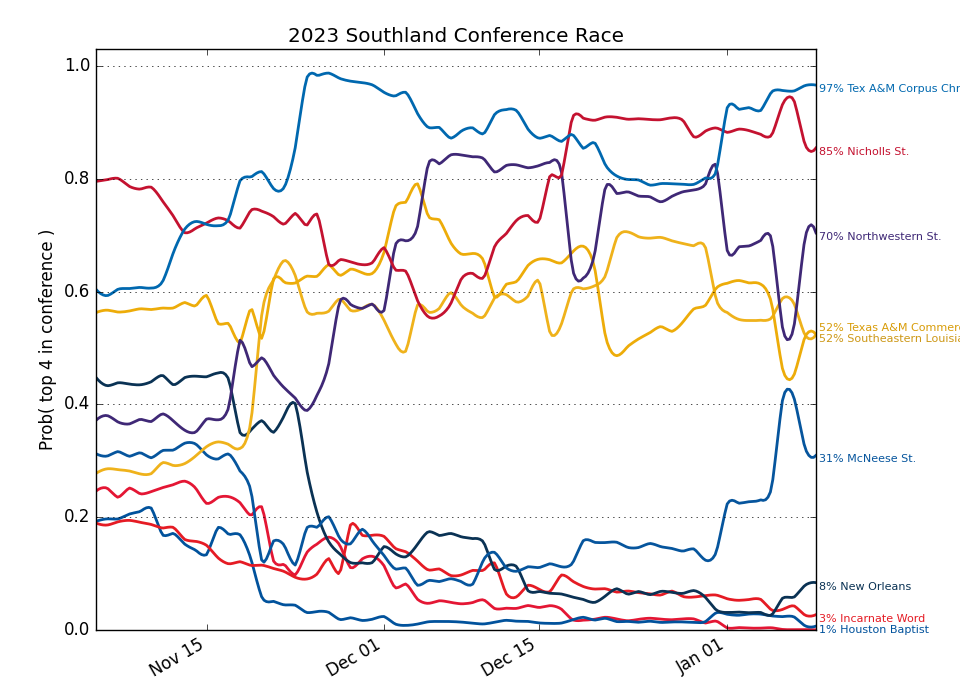 2023 Southland Conference Race
Prob( top 4 in conference )
1.0
0.8
0.6
0.4
0.2
0.0
Nov 15
Dec 01
Dec 15
Jan 01
97% Tex A&M Corpus Chr
85% Nicholls St.
70% Northwestern St.
52% Texas A&M Commerc
52% Southeastern Louisia
31% McNeese St.
8% New Orleans
3% Incarnate Word
1% Houston Baptist